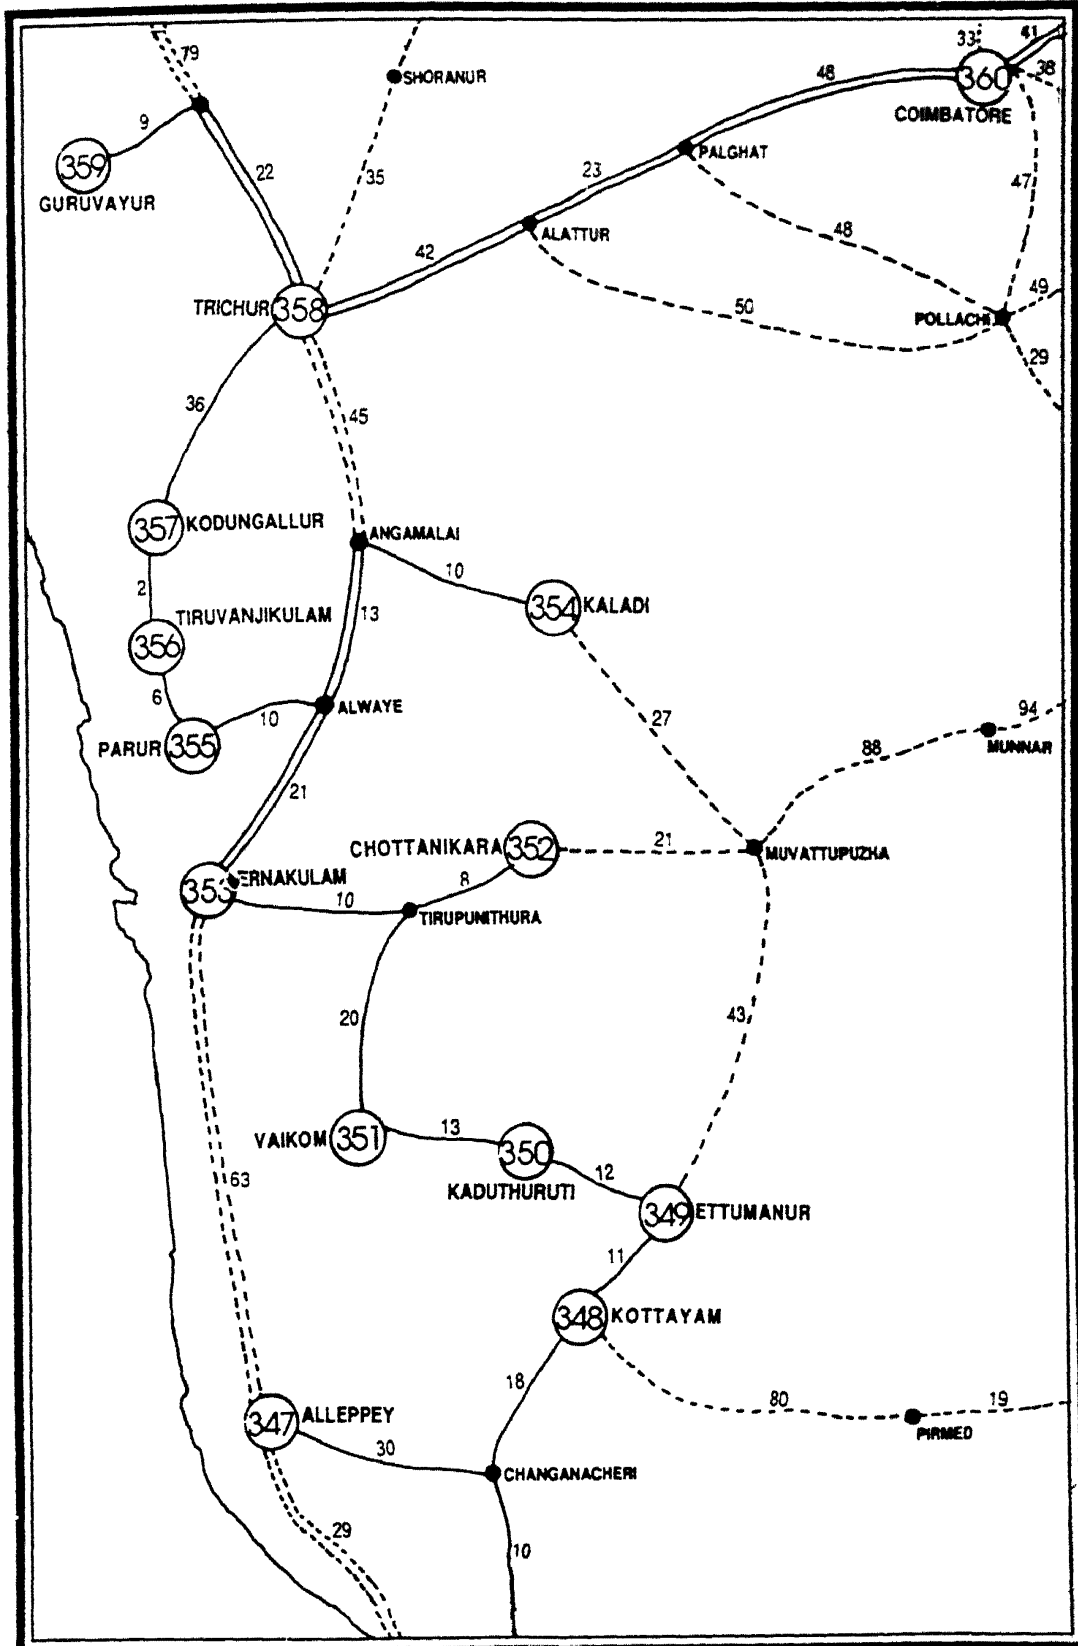 79
33
41
SHORANUR
48
360
38
COIMBATORE
9
359
22
35
23
PALGHAT
47
GURUVAYUR
42
ALATTUR
48
49
TRICHUR 358
50
POLLACHI
29
36
45
357 KODUNGALLUR
ANGAMALAI
10
2
354 KALADI
TIRUVANJIKULAM
13
356
6
10
ALWAYE
27
94
PARUR 355
88
MUNNAR
21
CHOTTANIKARA 352
21
MUVATTUPUZHA
353 ERNAKULAM
8
10
TIRUPUNITHURA
20
43
VAIKOM 351
13
350
12
63
KADUTHURUTI
349 ETTUMANUR
11
348 KOTTAYAM
18
80
19
347 ALLEPPEY
PIRMED
30
CHANGANACHERI
29
10